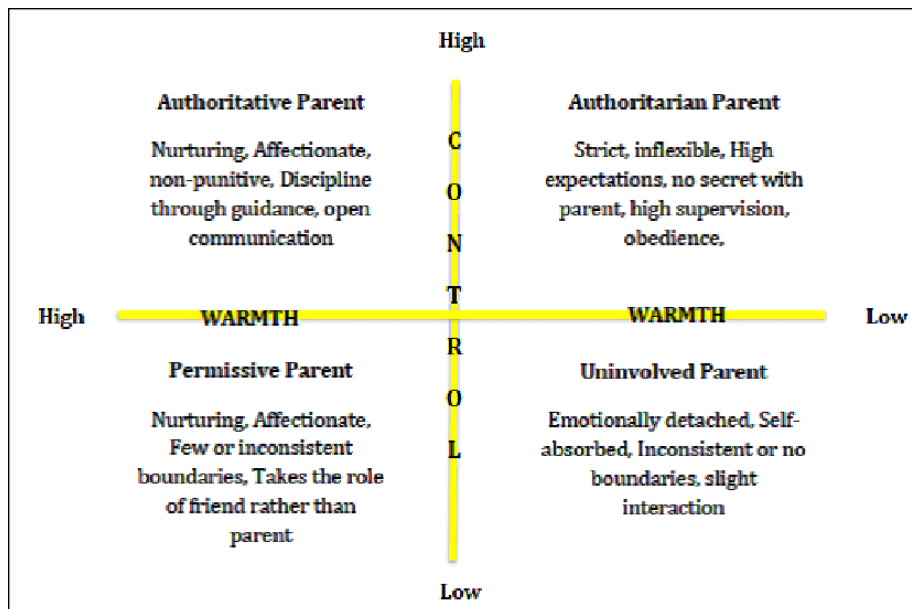 High
Authoritative Parent
Nurturing, Affectionate,
non-punitive, Discipline
through guidance, open
communication
Authoritarian Parent
Strict, inflexible, High
expectations, no secret with
parent, high supervision,
obedience,
C
O
N
T
R
O
L
High
WARMTH
WARMTH
Low
Permissive Parent
Nurturing, Affectionate,
Few or inconsistent
boundaries, Takes the role
of friend rather than
parent
Uninvolved Parent
Emotionally detached, Self-
absorbed, Inconsistent or no
boundaries, slight
interaction
Low